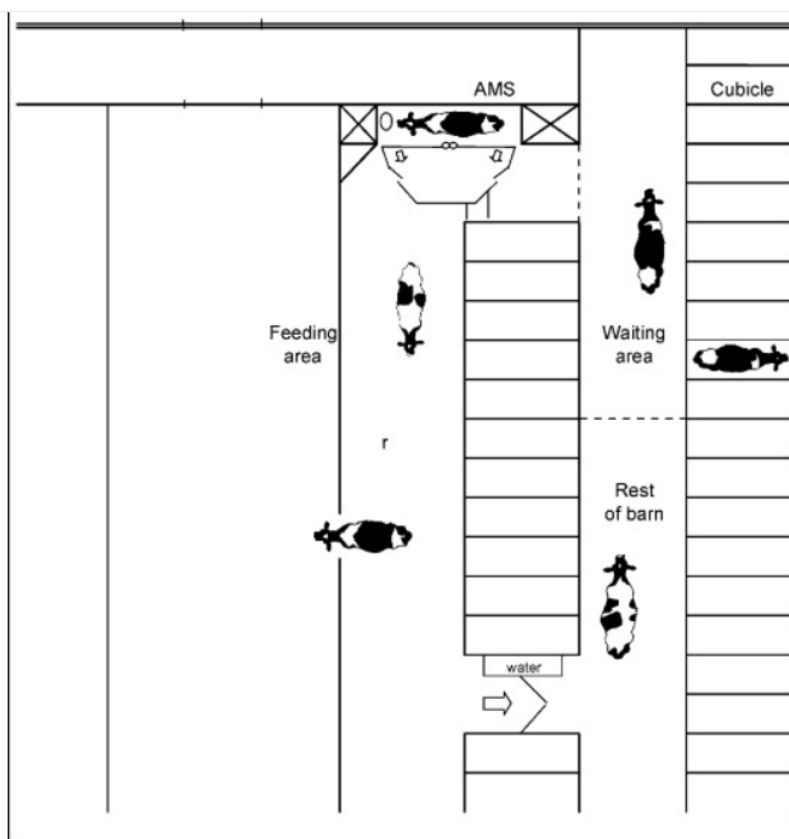 AMS
Cubicle
Feeding
area
Waiting
area
r
Rest
of barn
water